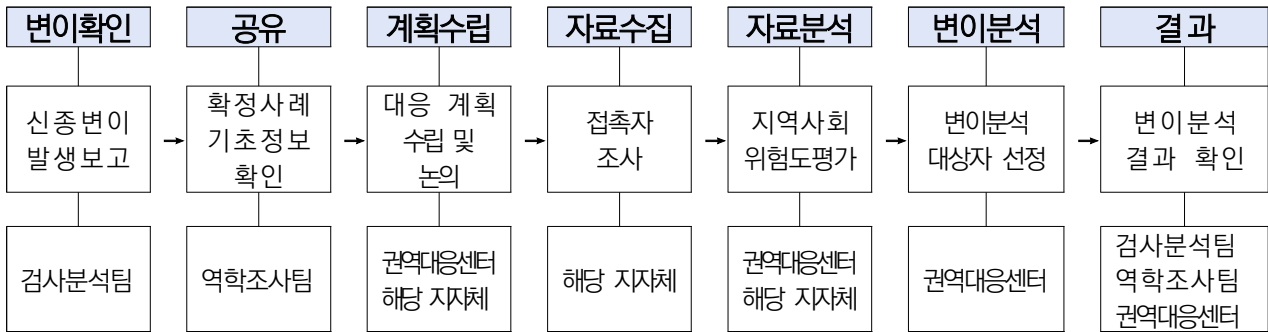 변이확인
공유
계획수립
자료수집
자료분석
변이분석
결과
신종변이
발생보고
확정사례
기초정보
확인
대응 계획
수립 및
논의
접촉자
조사
지역사회
위험도평가
변이분석
대상자 선정
변이분석
결과 확인
검사분석팀
역학조사팀
권역대응센터
해당 지자체
해당 지자체
권역대응센터
해당 지자체
권역대응센터
검사분석팀
역학조사팀
권역대응센터